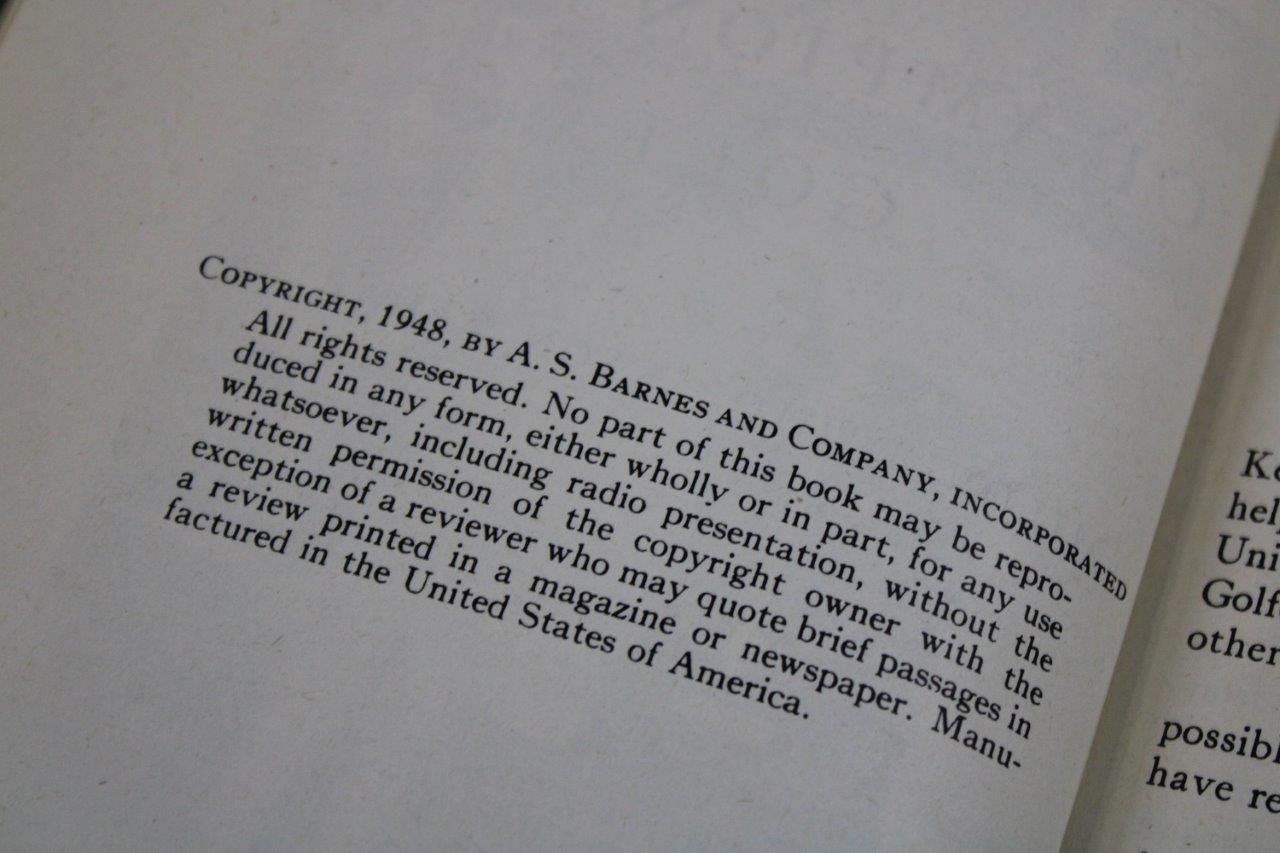 COPYRIGHT, 1948, BY A. S. BARNES AND COMPANY, INCORPORATED
All rights reserved. No part of this book may be repro-
duced in any form, either wholly or in part, for any use
whatsoever, including radio presentation, without the
written permission of the copyright owner with the
exception of a reviewer who may quote brief passages in
a review printed in a magazine or newspaper. Manu-
factured in the United States of America.
Golf
other
have